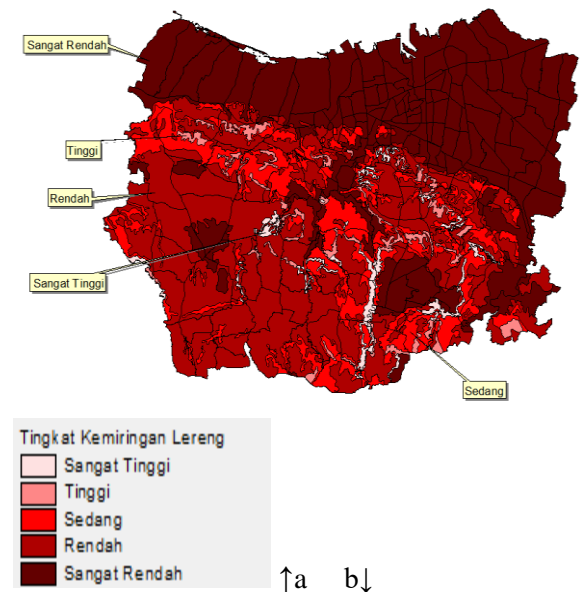 Sangat Rendah
Tinggi
Rendah
Sangat Tinggi
Sedang
Tingkat Kemiringan Lereng
Sangat Tinggi
Tinggi
Sedang
Rendah
Sangat Rendah
↑a b↓